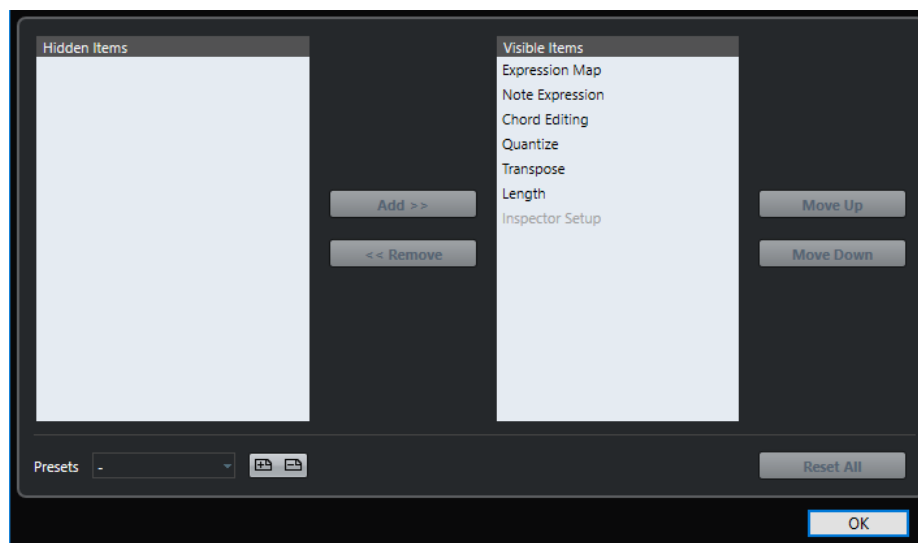 Hidden Items
Visible Items
Expression Map
Note Expression
Chord Editing
Quantize
Transpose
Length
Inspector Setup
Add >>
<< Remove
Move Up
Move Down
Presets -
Reset All
OK